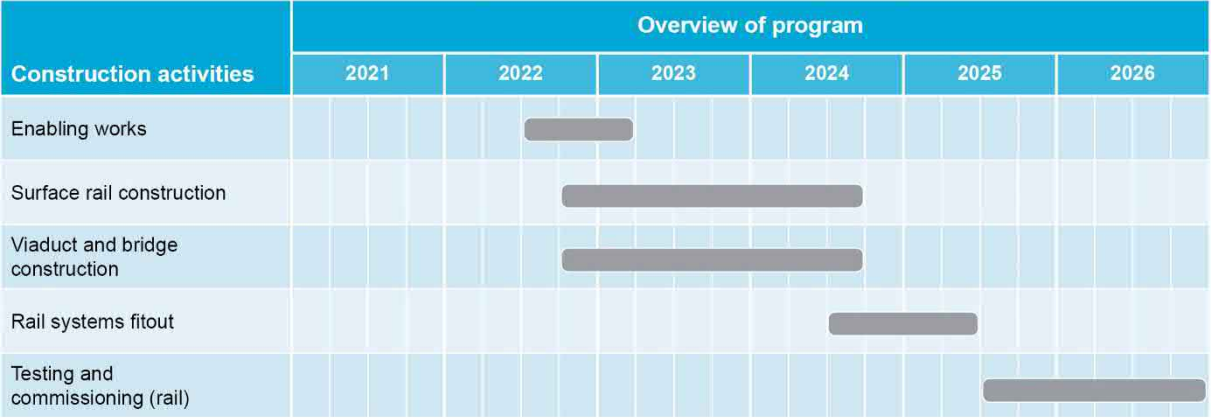 Overview of program
Construction activities
2021 2022 2023 2024 2025 2026
Enabling works
Surface rail construction
Viaduct and bridge
construction
Rail systems fitout
Testing and
commissioning (rail)